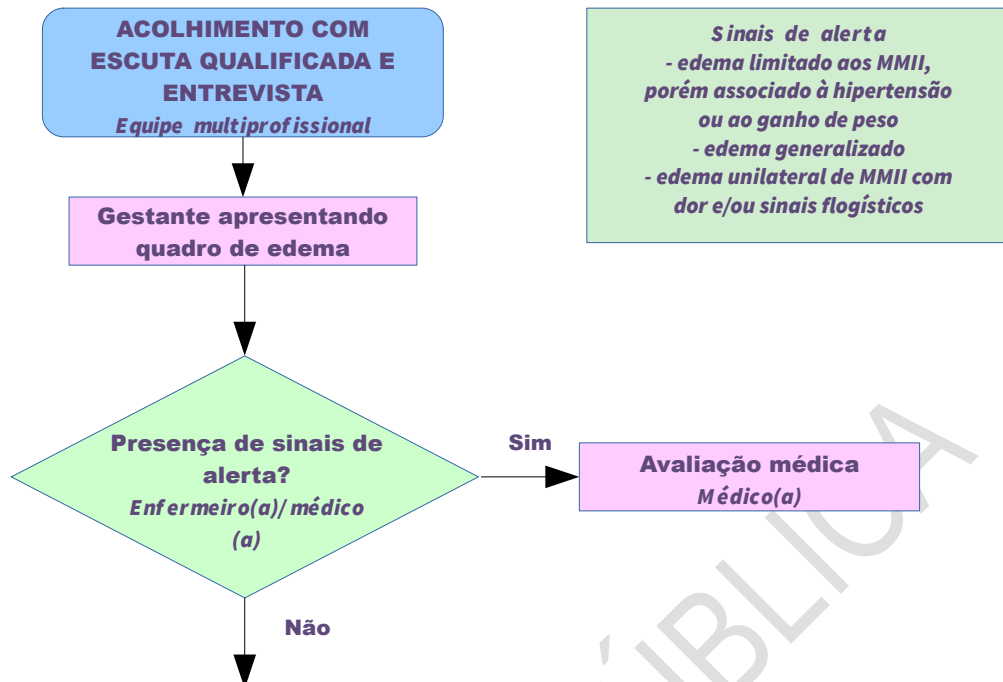 ACOLHIMENTO COM
ESCUTA QUALIFICADA E
ENTREVISTA
Equipe multiprofissional
Sinais de alerta
- edema limitado aos MMII,
porém associado à hipertensão
ou ao ganho de peso
- edema generalizado
- edema unilateral de MMII com
dor e/ou sinais flogísticos
Gestante apresentando
quadro de edema
Presença de sinais de
alerta?
Enfermeiro(a)/médico
(a)
Sim
Avaliação médica
Médico(a)
Não
ÚBLICA